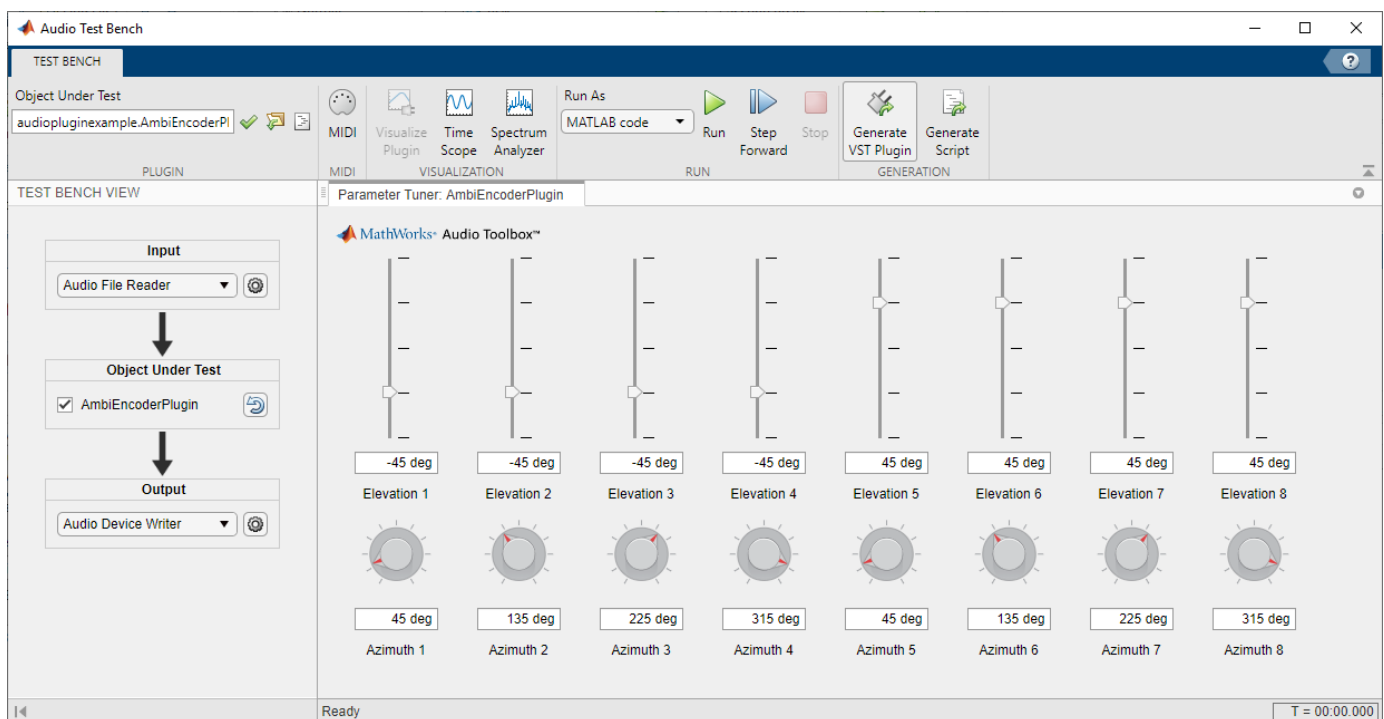 Audio Test Bench
TEST BENCH
?
Object Under Test
audiopluginexample.AmbiEncoderPl
PLUGIN
MIDI
MIDI
Visualize Plugin
Time Scope
Spectrum Analyzer
VISUALIZATION
Run As
MATLAB code
Run
Step Forward
Stop
RUN
Generate VST Plugin
Generate Script
GENERATION
TEST BENCH VIEW
Parameter Tuner: AmbiEncoderPlugin
Input
Audio File Reader
Object Under Test
AmbiEncoderPlugin
Output
Audio Device Writer
MathWorks® Audio Toolbox™
-45 deg -45 deg -45 deg -45 deg 45 deg 45 deg 45 deg 45 deg
Elevation 1 Elevation 2 Elevation 3 Elevation 4 Elevation 5 Elevation 6 Elevation 7 Elevation 8
45 deg 135 deg 225 deg 315 deg 45 deg 135 deg 225 deg 315 deg
Azimuth 1 Azimuth 2 Azimuth 3 Azimuth 4 Azimuth 5 Azimuth 6 Azimuth 7 Azimuth 8
Ready
T = 00:00.000